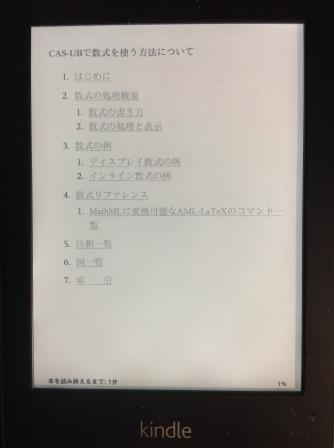 CAS-UBで数式を使う方法について
1. はじめに
2. 数式の処理概要
1. 数式の書き方
2. 数式の処理と表示
3. 数式の例
1. ディスプレイ数式の例
2. インライン数式の例
4. 数式リファレンス
1. MathMLに変換可能なAML-LaTeXのコマンド一
覧
5. 注釈一覧
6. 図一覧
7. 索　　引
本を読み終えるまで: 1分
1%
kindle